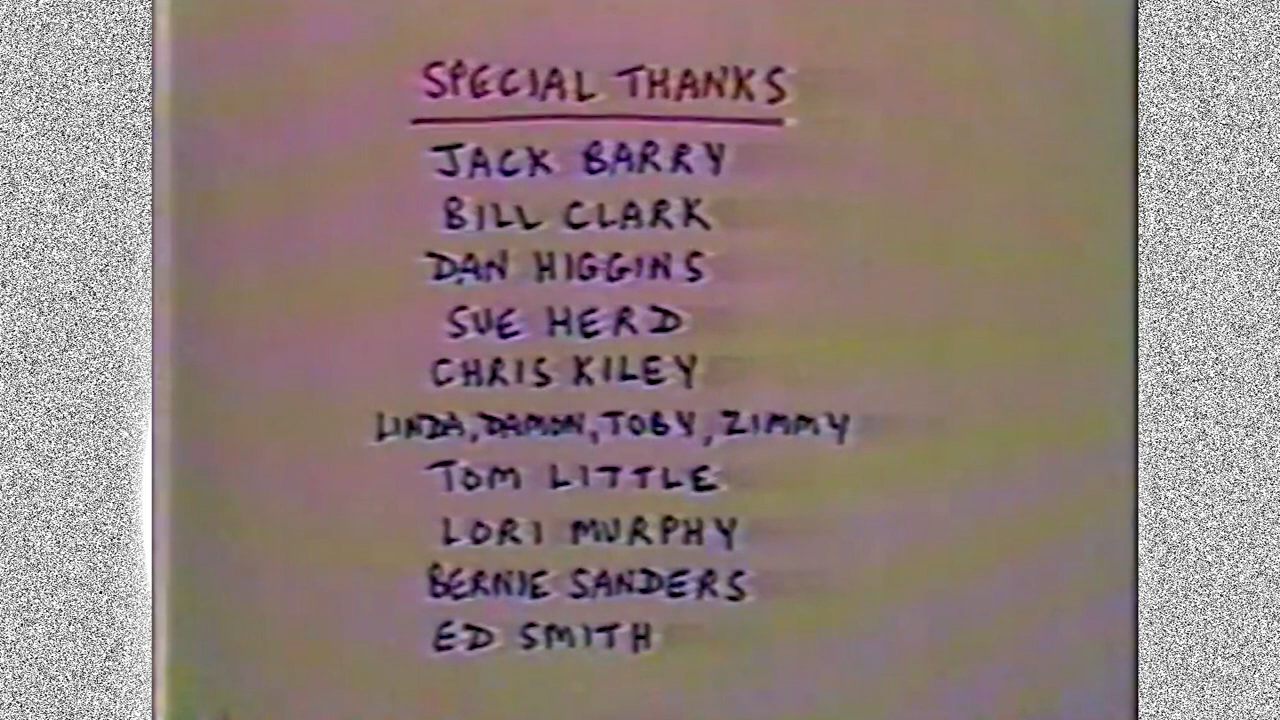 SPECIAL THANKS
JACK BARRY
BILL CLARK
DAN HIGGINS
SUE HERD
CHRIS KILEY
LINDA, DAMON, TOBY, ZIMMY
TOM LITTLE
LORI MURPHY
BERNIE SANDERS
ED SMITH